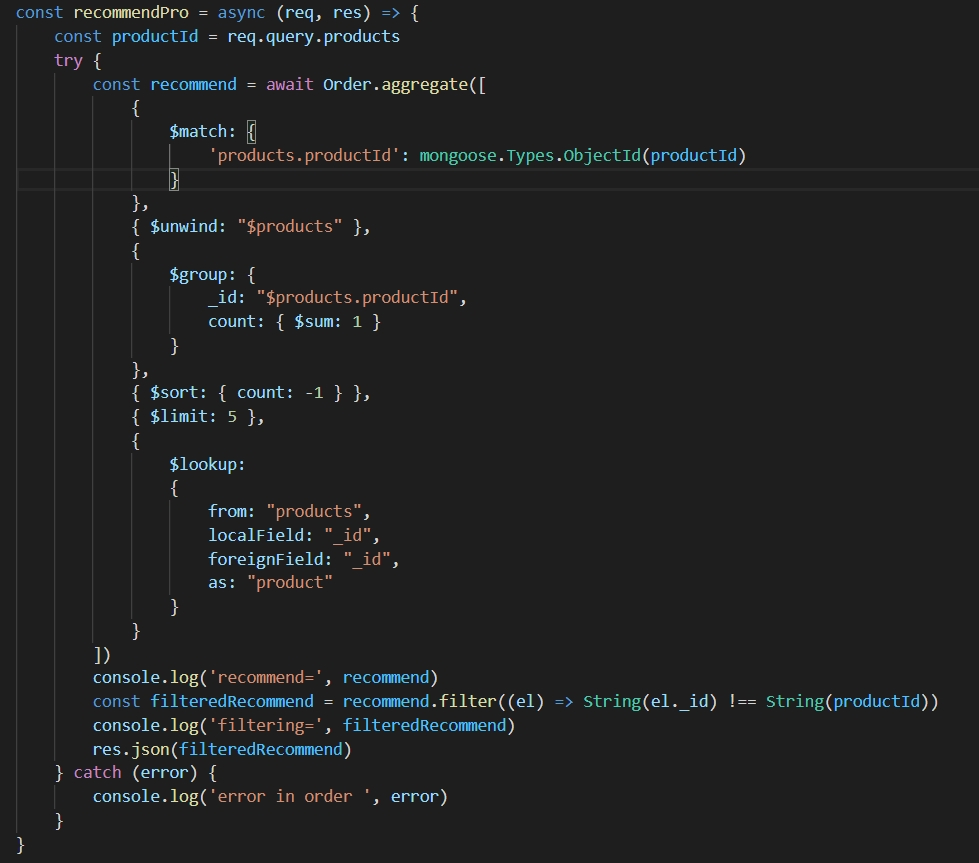 const recommendPro = async (req, res) => {
    const productId = req.query.products
    try {
        const recommend = await Order.aggregate([
            {
                $match: {
                    'products.productId': mongoose.Types.ObjectId(productId)
                }
            },
            { $unwind: "$products" },
            {
                $group: {
                    _id: "$products.productId",
                    count: { $sum: 1 }
                }
            },
            { $sort: { count: -1 } },
            { $limit: 5 },
            {
                $lookup:
                {
                    from: "products",
                    localField: "_id",
                    foreignField: "_id",
                    as: "product"
                }
            }
        ])
        console.log('recommend=', recommend)
        const filteredRecommend = recommend.filter((el) => String(el._id) !== String(productId))
        console.log('filtering=', filteredRecommend)
        res.json(filteredRecommend)
    } catch (error) {
        console.log('error in order ', error)
    }
}